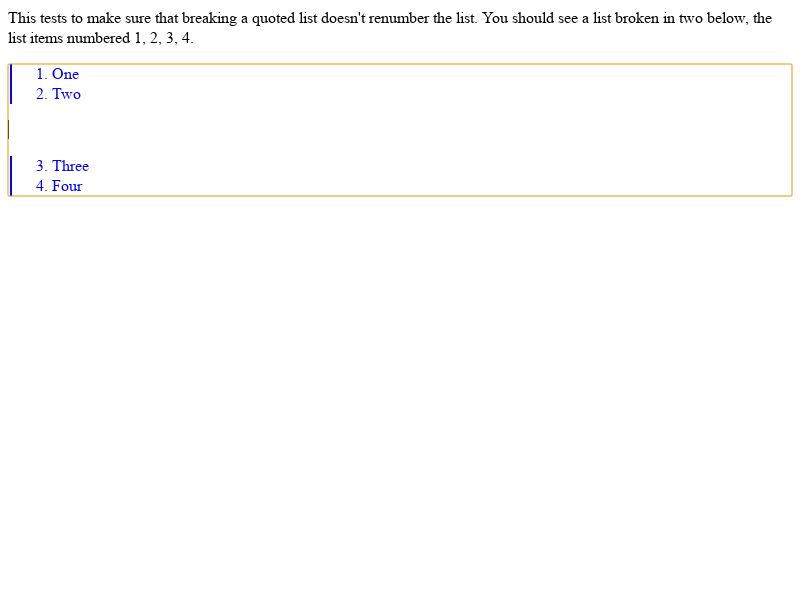 This tests to make sure that breaking a quoted list doesn't renumber the list. You should see a list broken in two below, the
list items numbered 1, 2, 3, 4.
1. One
2. Two
3. Three
4. Four